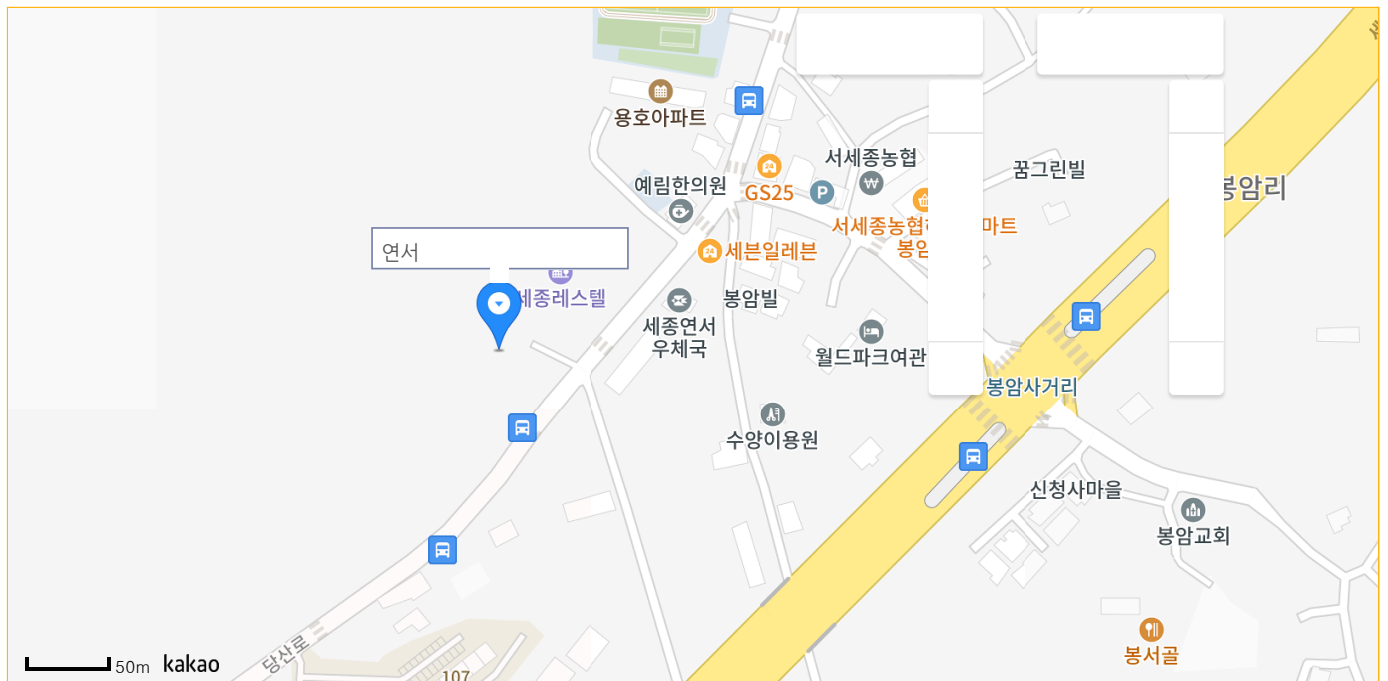 용호아파트
서세종농협
꿈그린빌
예림한의원
GS25
P
봉암리
서세종농협하
마트
봉암
연서
세븐일레븐
세종레스텔
봉암빌
세종연서
우체국
월드파크여관
봉암사거리
수양이용원
신청사마을
봉암교회
당산로
봉서골
50m
kakao
107